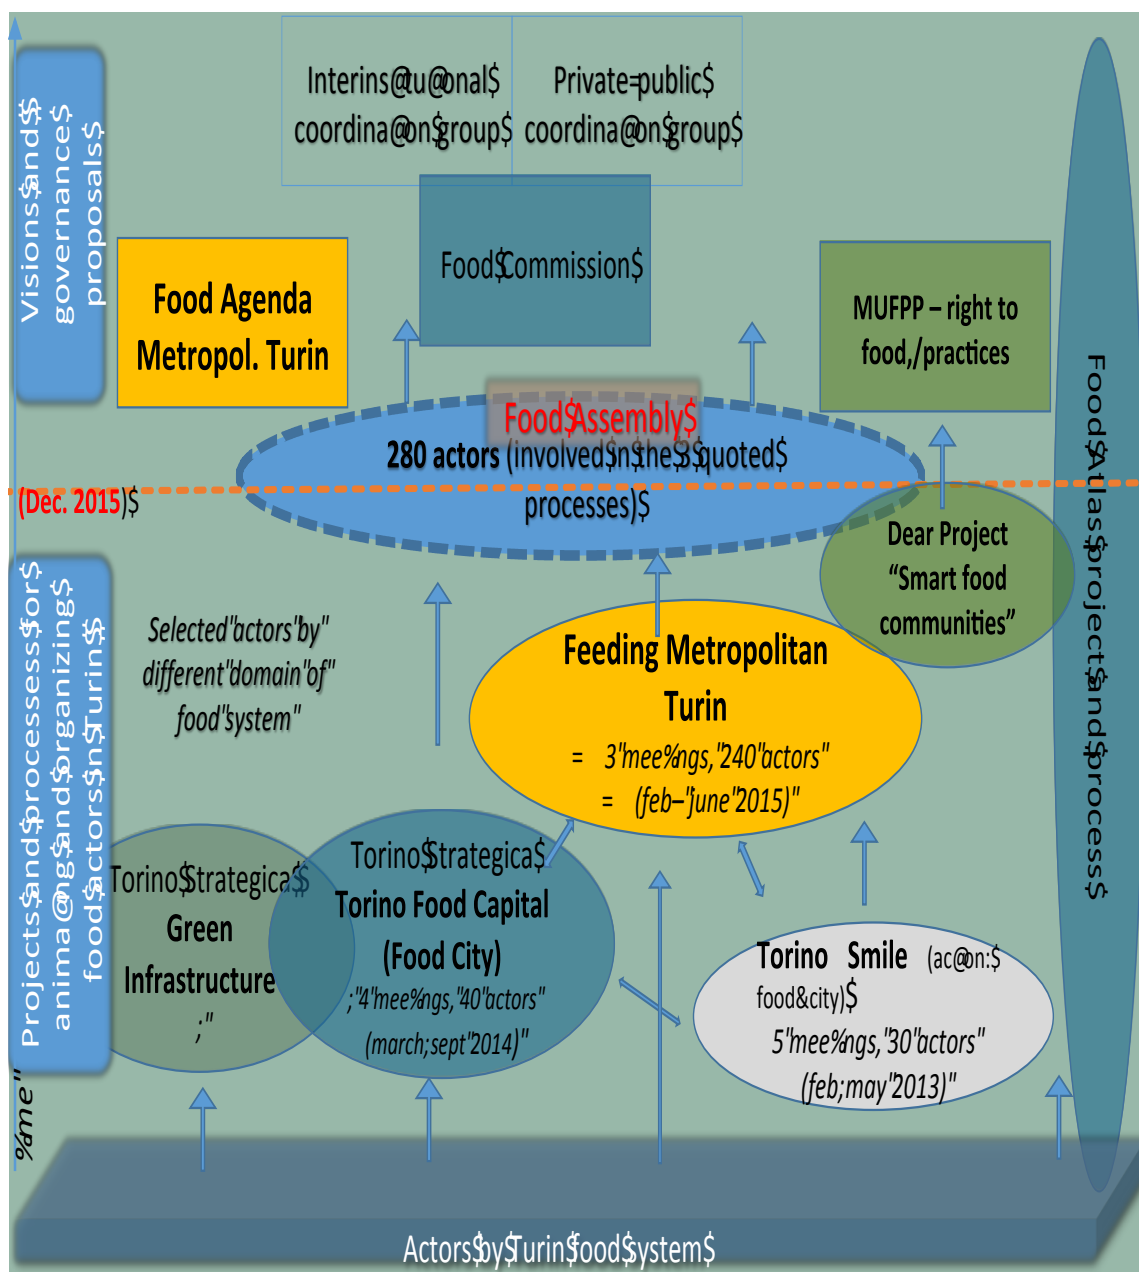 Interins@tu@onal$
coordina@on$group$
Private=public$
coordina@on$group$
Visions$and$
governance$
proposals$
Food$Commission$
Food Agenda
Metropol. Turin
MUFPP – right to
food,/practices
Food$Assembly$
280 actors (involved$in$the$3$quoted$
processes)$
(Dec. 2015)$
Dear Project
“Smart food
communities”
Food$Atlas$project$and$process$
Projects$and$processess$for$
anima@ng$and$organizing$
food$actors$in$Turin$
Selected"actors"by"
different"domain"of"
food"system"
Feeding Metropolitan
Turin
= 3"mee%ngs,"240"actors"
= (feb–"june"2015)"
Torino$Strategica$
Green
Infrastructure
;"
Torino$Strategica$
Torino Food Capital
(Food City)
;"4"mee%ngs,"40"actors"
(march;sept"2014)"
Torino Smile (ac@on:$
food&city)$
5"mee%ngs,"30"actors"
(feb;may"2013)"
%me"
Actors$by$Turin$food$system$